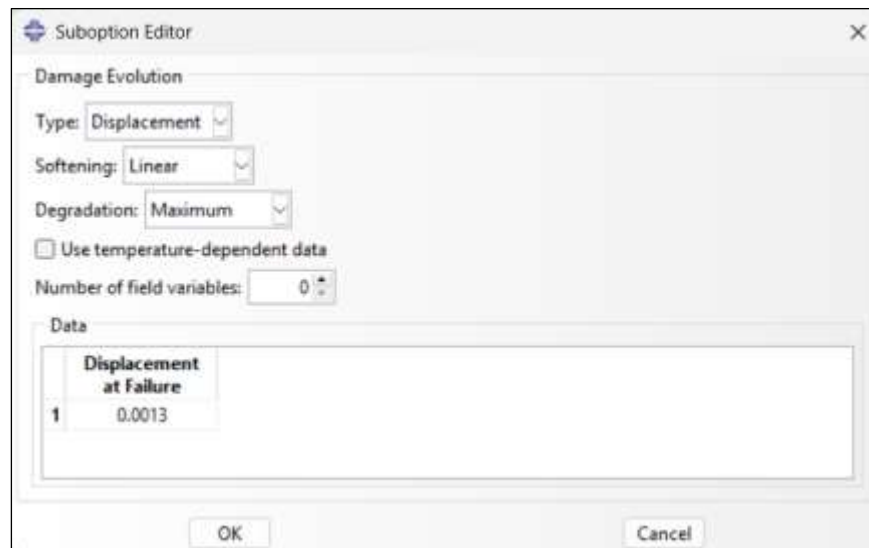 Suboption Editor
Damage Evolution
Type: Displacement
Softening: Linear
Degradation: Maximum
Use temperature-dependent data
Number of field variables: 0
Data
Displacement
at Failure
1 0.0013
OK Cancel